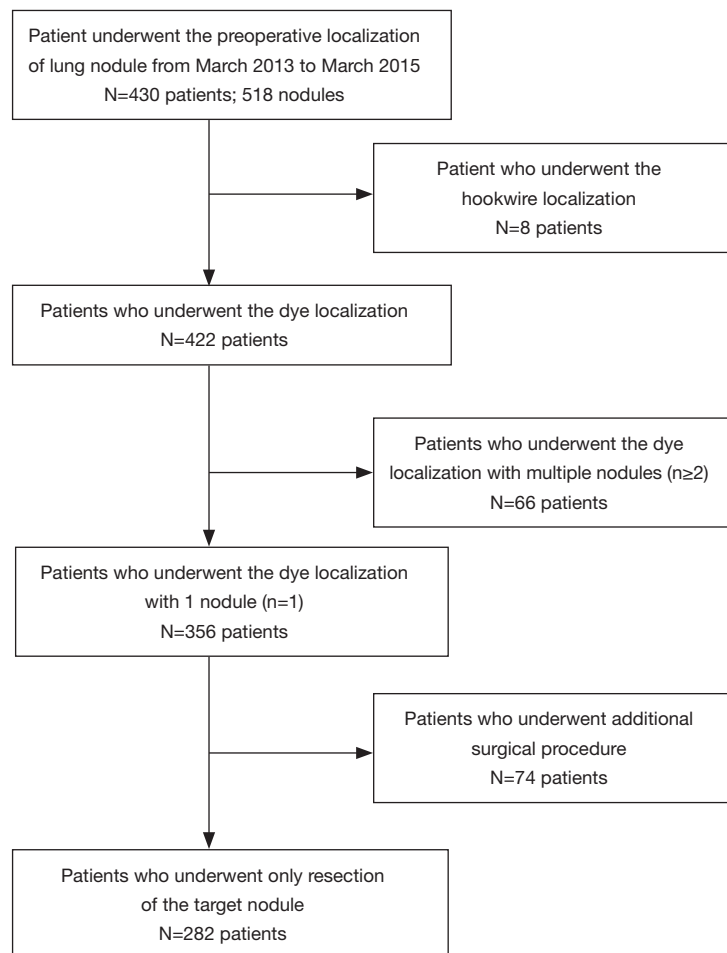 Patient underwent the preoperative localization
of lung nodule from March 2013 to March 2015
N=430 patients; 518 nodules
Patient who underwent the
hookwire localization
N=8 patients
Patients who underwent the dye localization
N=422 patients
Patients who underwent the dye
localization with multiple nodules (n≥2)
N=66 patients
Patients who underwent the dye localization
with 1 nodule (n=1)
N=356 patients
Patients who underwent additional
surgical procedure
N=74 patients
Patients who underwent only resection
of the target nodule
N=282 patients